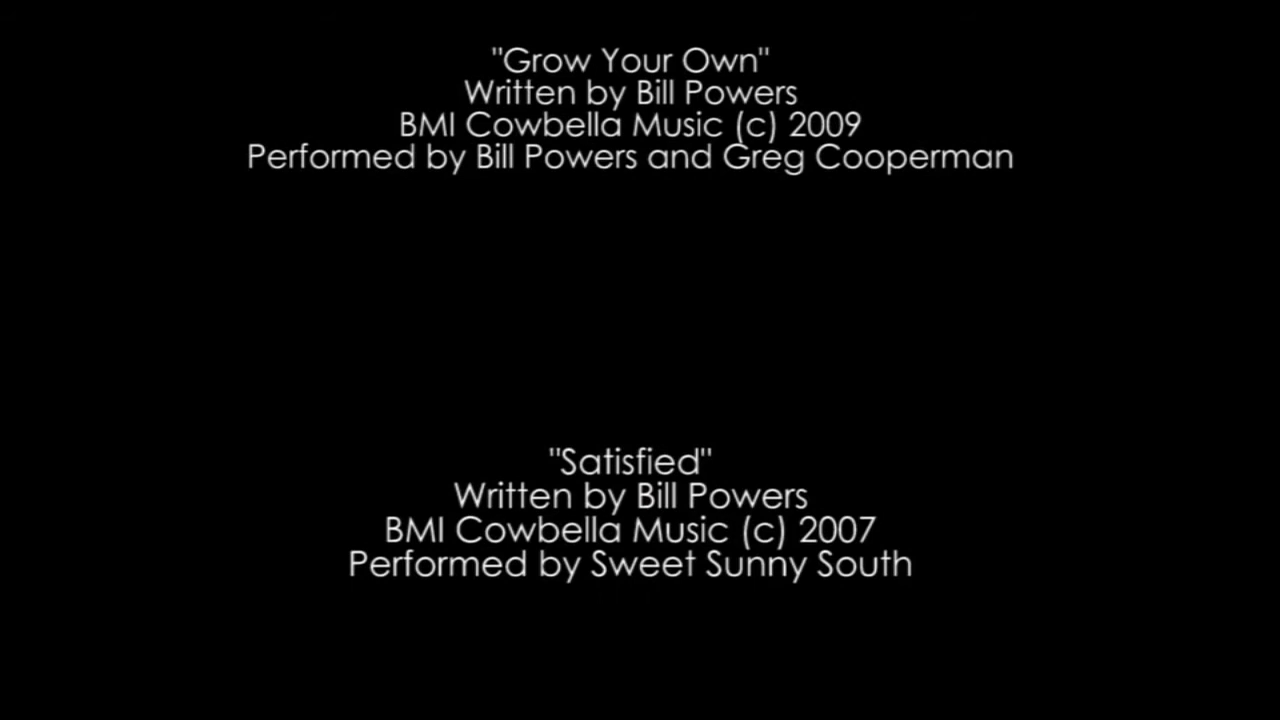 "Grow Your Own"
Written by Bill Powers
BMI Cowbella Music (c) 2009
Performed by Bill Powers and Greg Cooperman
"Satisfied"
Written by Bill Powers
BMI Cowbella Music (c) 2007
Performed by Sweet Sunny South